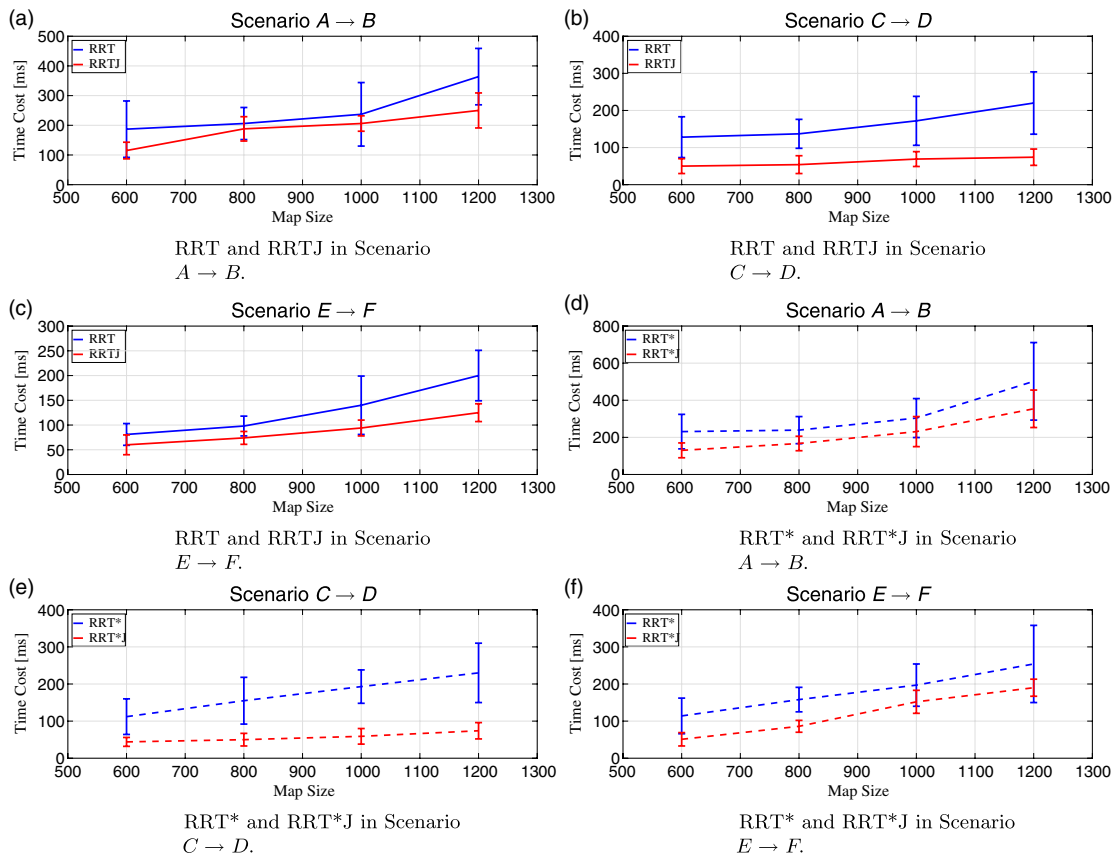 (a)
Scenario A → B
500
400
300
200
100
0
Time Cost [ms]
RRT
RRTJ
500 600 700 800 900 1000 1100 1200 1300
Map Size
RRT and RRTJ in Scenario
A → B.
(b)
Scenario C → D
400
300
200
100
0
Time Cost [ms]
RRT
RRTJ
500 600 700 800 900 1000 1100 1200 1300
Map Size
RRT and RRTJ in Scenario
C → D.
(c)
Scenario E → F
300
250
200
150
100
50
0
Time Cost [ms]
RRT
RRTJ
500 600 700 800 900 1000 1100 1200 1300
Map Size
RRT and RRTJ in Scenario
E → F.
(d)
Scenario A → B
800
600
400
200
0
Time Cost [ms]
RRT*
RRT*J
500 600 700 800 900 1000 1100 1200 1300
Map Size
RRT* and RRT*J in Scenario
A → B.
(e)
Scenario C → D
400
300
200
100
0
Time Cost [ms]
RRT*
RRT*J
500 600 700 800 900 1000 1100 1200 1300
Map Size
RRT* and RRT*J in Scenario
C → D.
(f)
Scenario E → F
400
300
200
100
0
Time Cost [ms]
RRT*
RRT*J
500 600 700 800 900 1000 1100 1200 1300
Map Size
RRT* and RRT*J in Scenario
E → F.